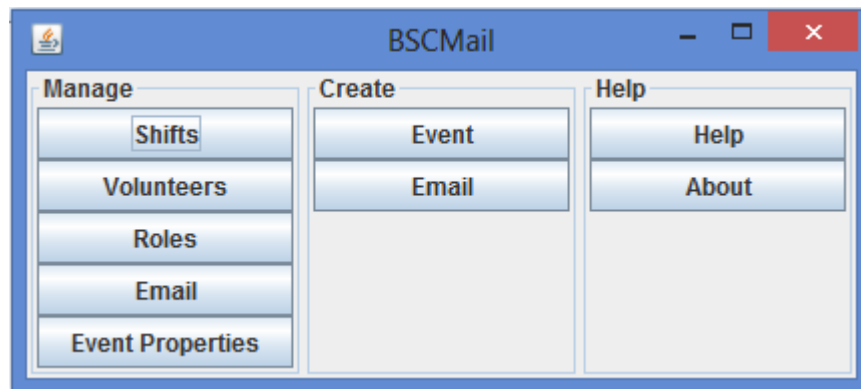 BSCMail
Manage
Shifts
Volunteers
Roles
Email
Event Properties
Create
Event
Email
Help
Help
About